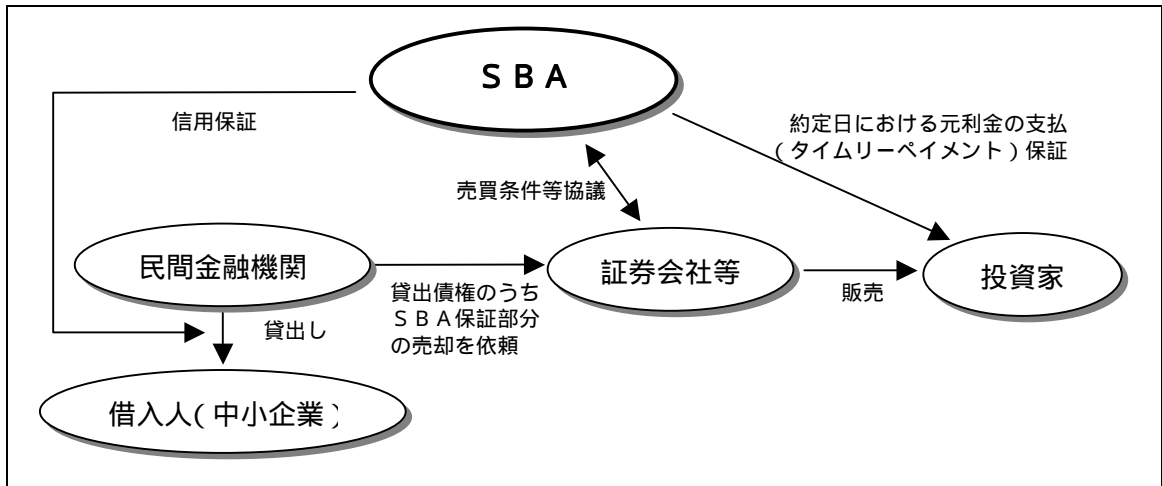 ＳＢＡ
信用保証
約定日における元利金の支払
（タイムリーペイメント）保証
売買条件等協議
民間金融機関
証券会社等
投資家
貸出債権のうち
ＳＢＡ保証部分
の売却を依頼
販売
貸出し
借入人（中小企業）